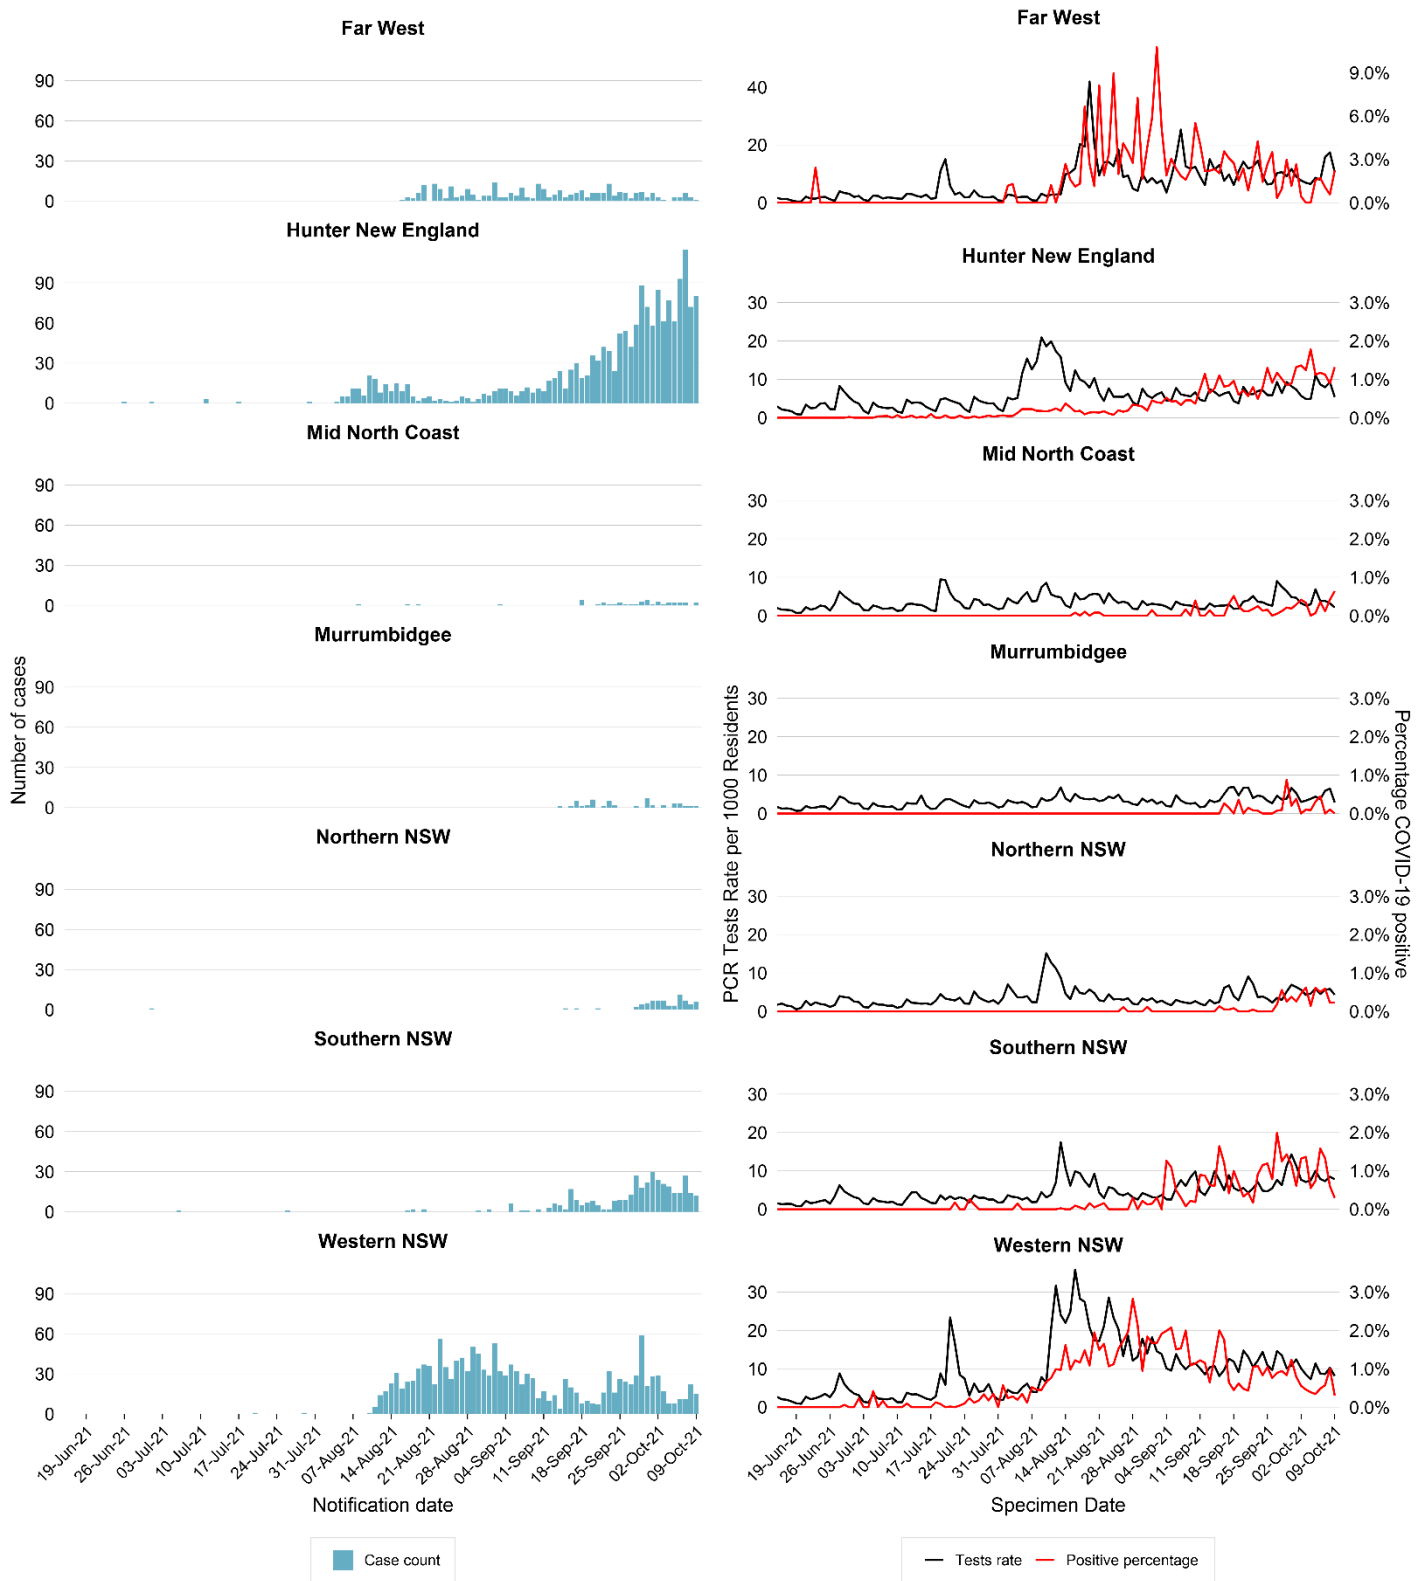 Far West
90
60
30
0
Hunter New England
90
60
30
0
Mid North Coast
90
60
30
0
Murrumbidgee
90
60
30
0
Northern NSW
90
60
30
0
Southern NSW
90
60
30
0
Western NSW
90
60
30
0
Number of cases
19-Jun-21
26-Jun-21
03-Jul-21
10-Jul-21
17-Jul-21
24-Jul-21
31-Jul-21
07-Aug-21
14-Aug-21
21-Aug-21
28-Aug-21
04-Sep-21
11-Sep-21
18-Sep-21
25-Sep-21
02-Oct-21
09-Oct-21
Notification date
Case count
Far West
40 9.0%
6.0%
20 3.0%
0 0.0%
Hunter New England
30 3.0%
20 2.0%
10 1.0%
0 0.0%
Mid North Coast
30 3.0%
20 2.0%
10 1.0%
0 0.0%
Murrumbidgee
30 3.0%
20 2.0%
10 1.0%
0 0.0%
Northern NSW
30 3.0%
20 2.0%
10 1.0%
0 0.0%
Southern NSW
30 3.0%
20 2.0%
10 1.0%
0 0.0%
Western NSW
30 3.0%
20 2.0%
10 1.0%
0 0.0%
PCR Tests Rate per 1000 Residents
Percentage COVID-19 positive
19-Jun-21
26-Jun-21
03-Jul-21
10-Jul-21
17-Jul-21
24-Jul-21
31-Jul-21
07-Aug-21
14-Aug-21
21-Aug-21
28-Aug-21
04-Sep-21
11-Sep-21
18-Sep-21
25-Sep-21
02-Oct-21
09-Oct-21
Specimen Date
Tests rate Positive percentage